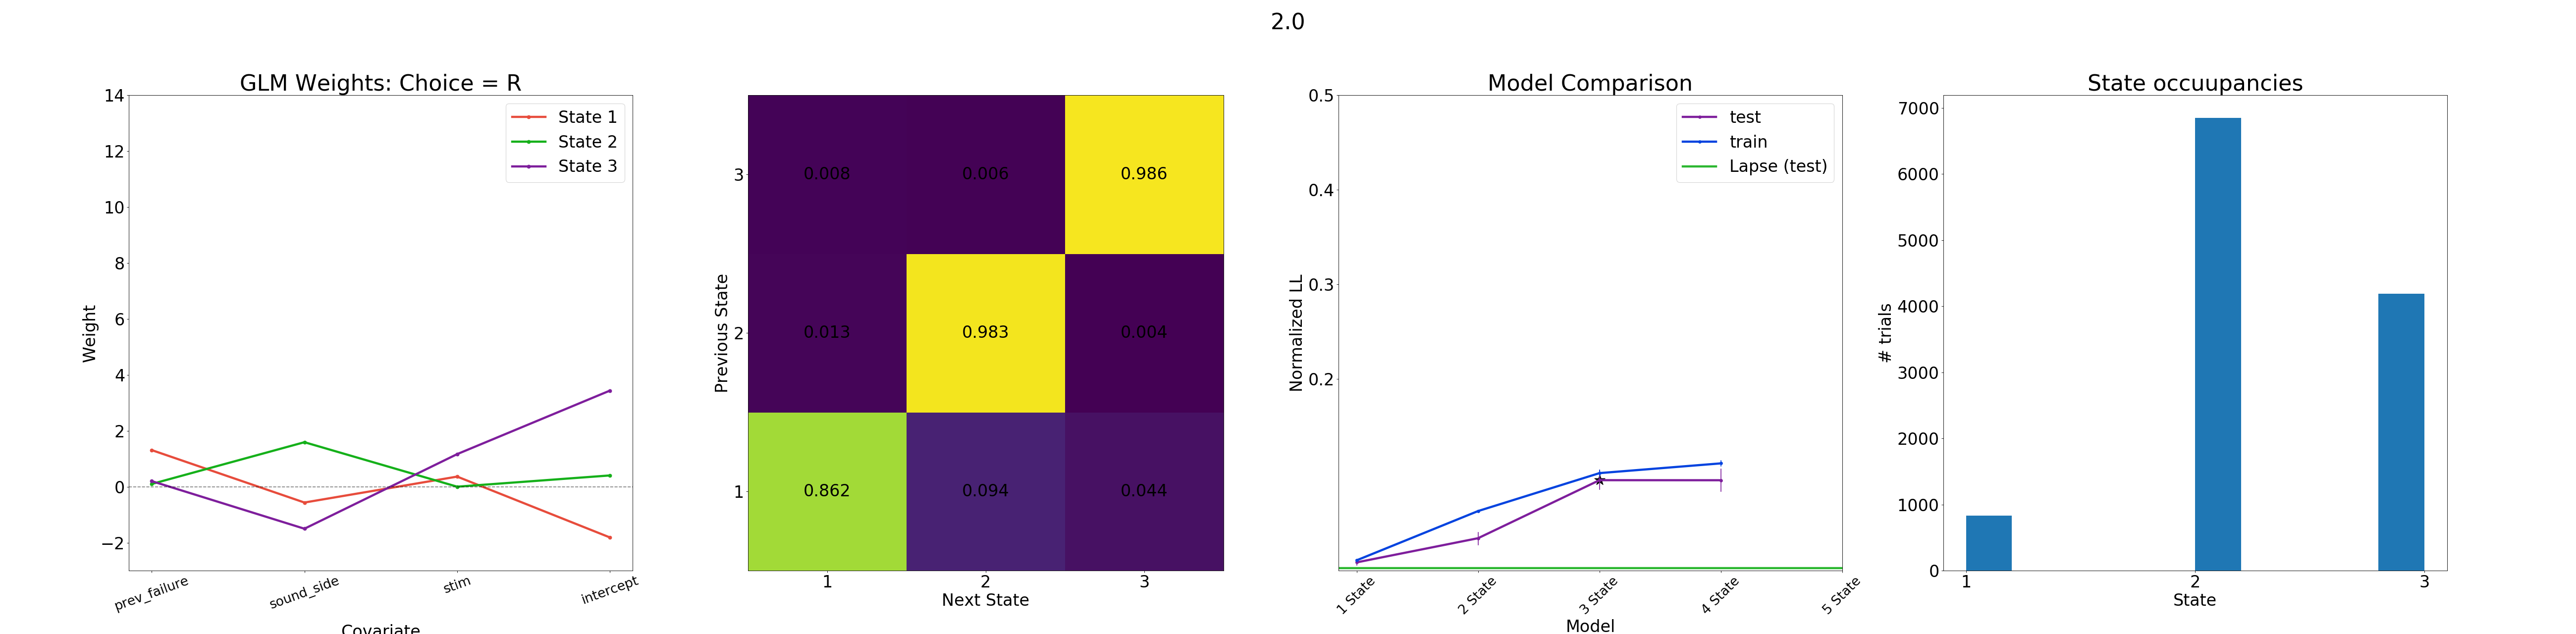 2.0
GLM Weights: Choice = R
14
12
10
8
6
4
2
0
−2
Weight
State 1
State 2
State 3
prev_failure
sound_side
stim
intercept
Covariate
Previous State
3
2
1
0.008 0.006 0.986
0.013 0.983 0.004
0.862 0.094 0.044
1 2 3
Next State
Model Comparison
0.5
0.4
0.3
0.2
Normalized LL
test
train
Lapse (test)
1 State
2 State
3 State
4 State
5 State
Model
State occuupancies
7000
6000
5000
4000
3000
2000
1000
0
# trials
1 2 3
State